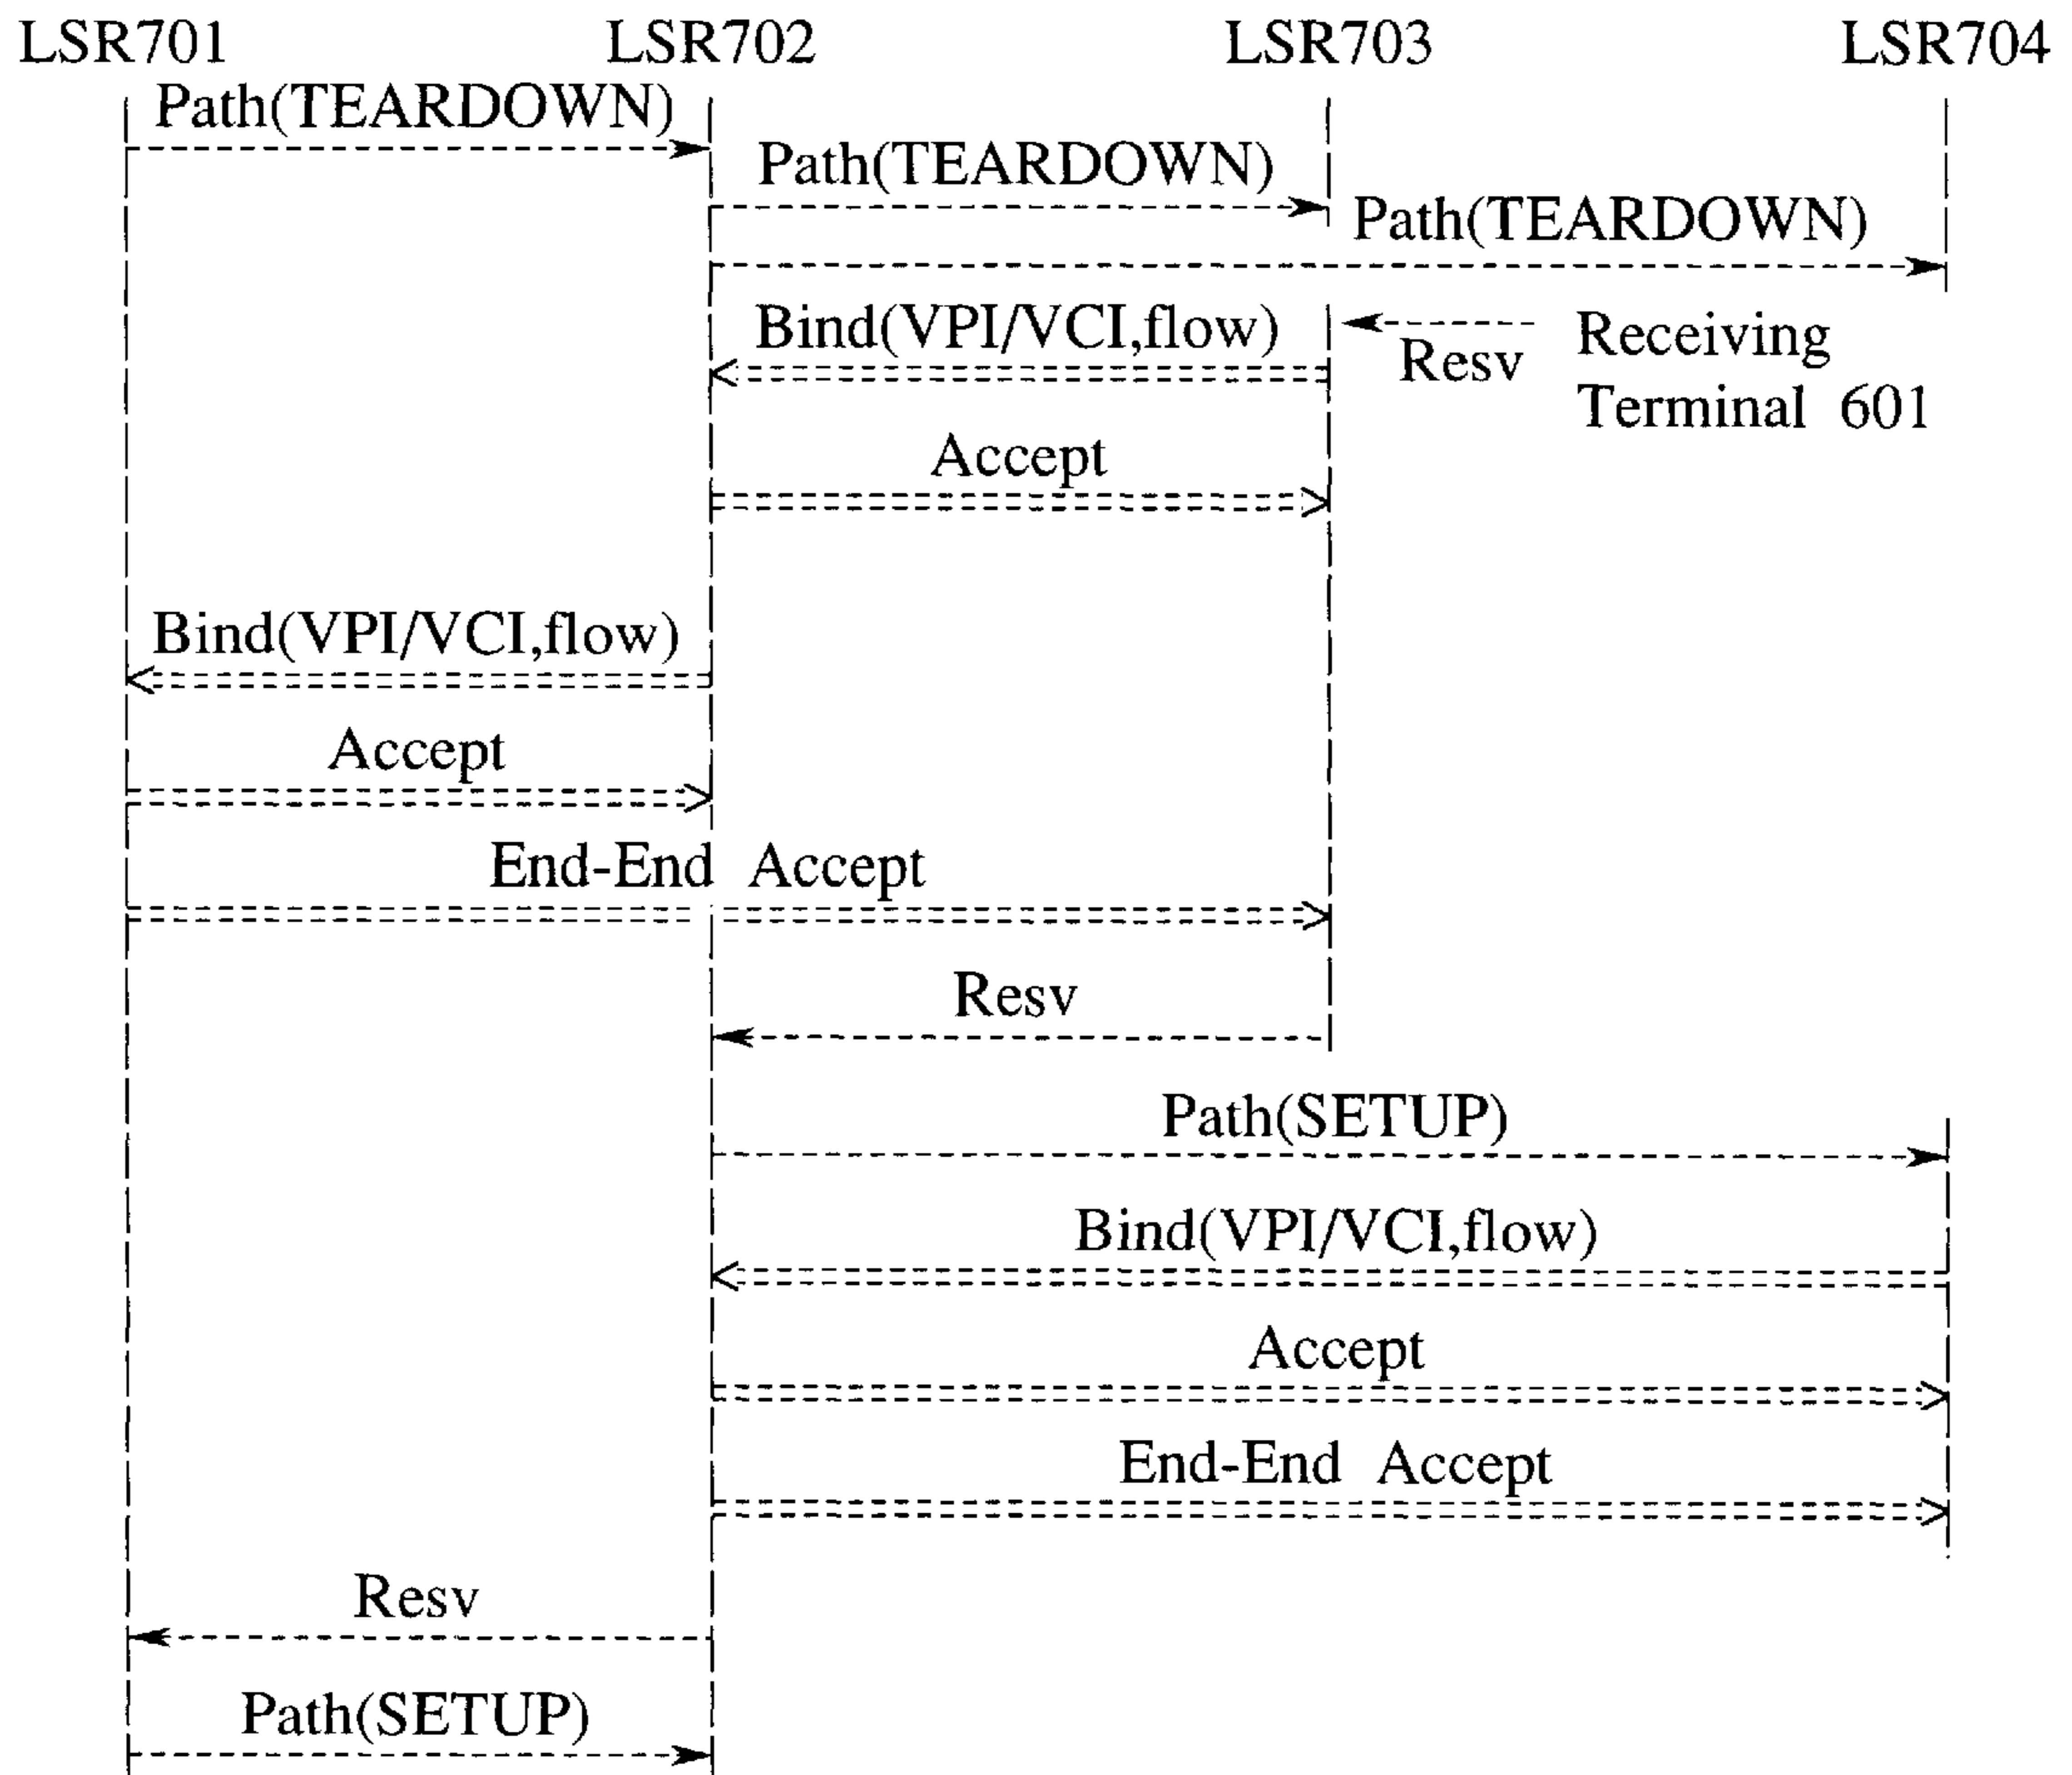 LSR701 LSR702 LSR703 LSR704
Path(TEARDOWN)
Path(TEARDOWN)
Path(TEARDOWN)
Bind(VPI/VCI,flow)
Resv
Receiving
Terminal 601
Accept
Bind(VPI/VCI,flow)
Accept
End-End Accept
Resv
Path(SETUP)
Bind(VPI/VCI,flow)
Accept
End-End Accept
Resv
Path(SETUP)